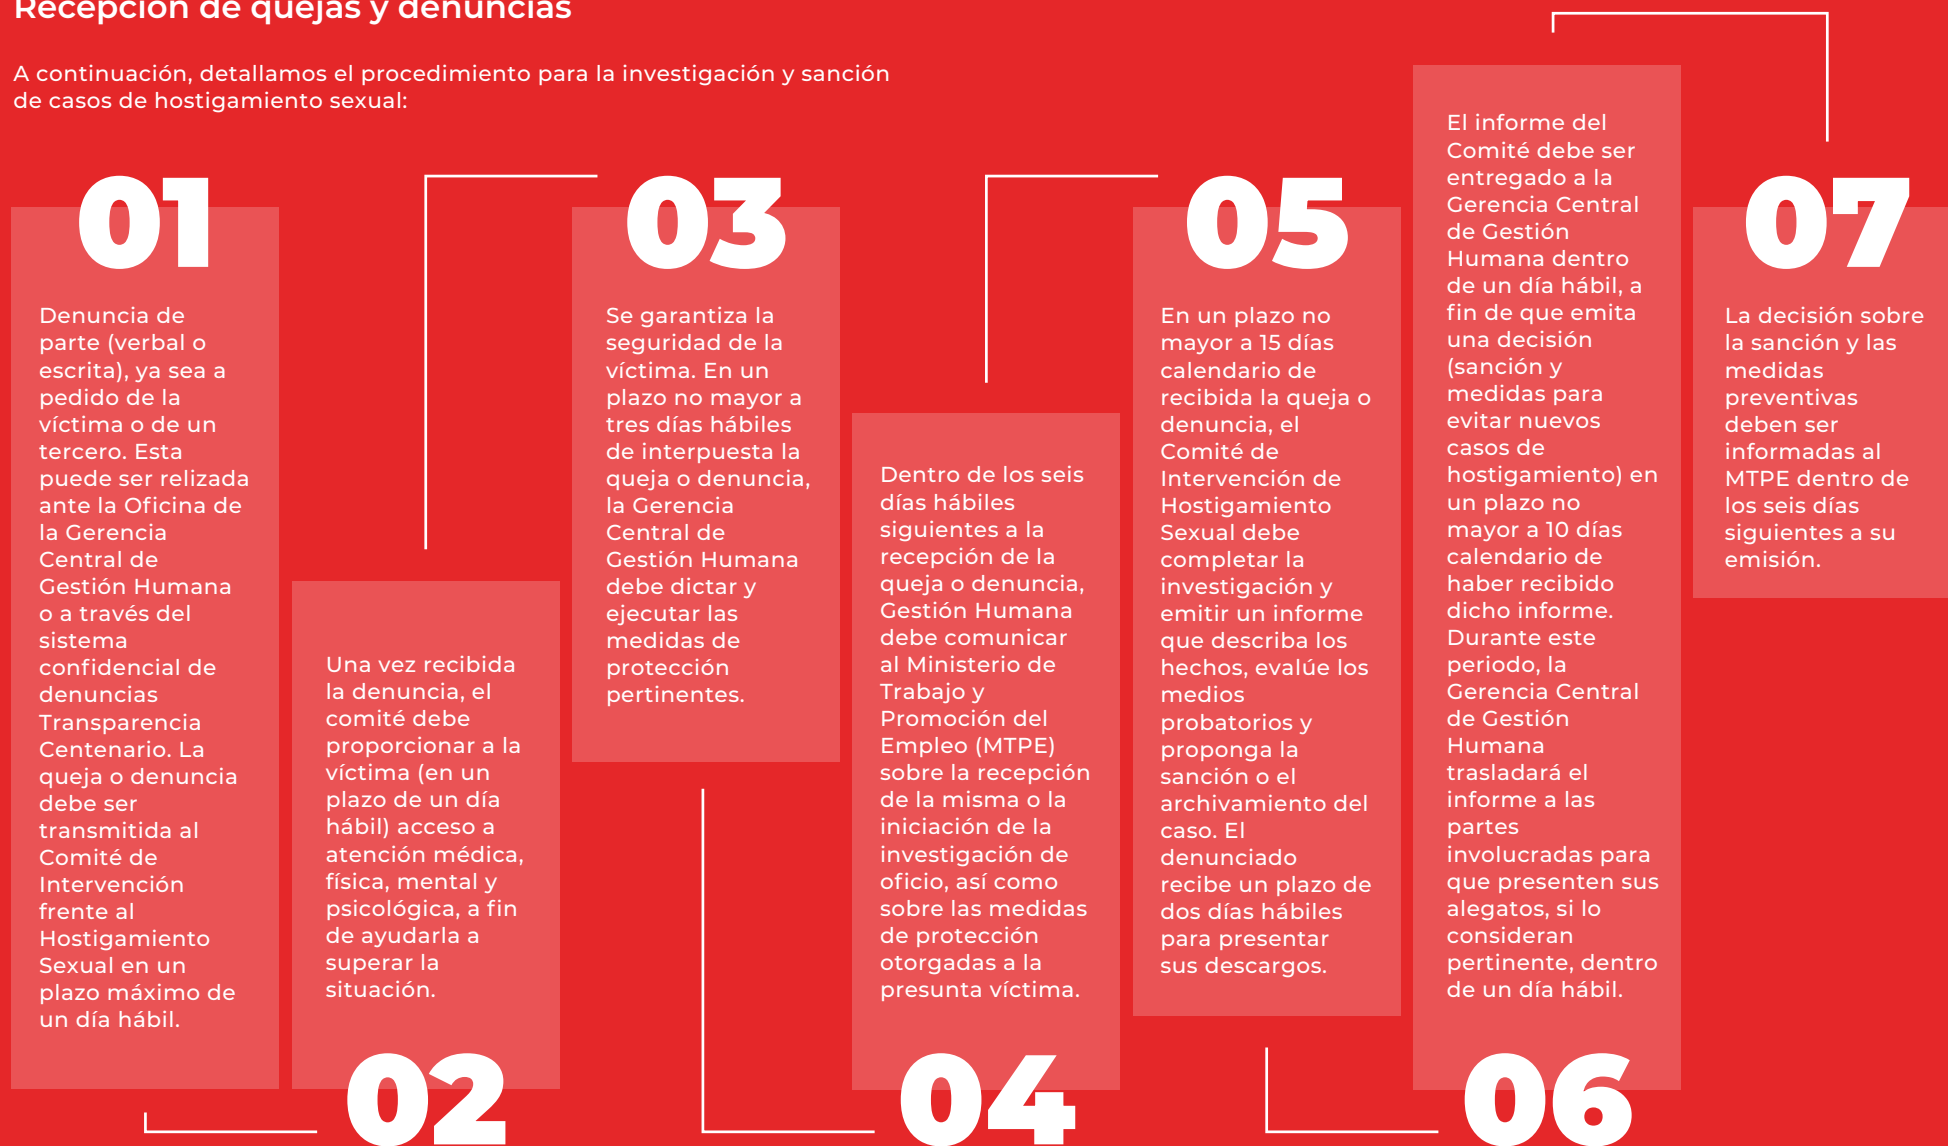 Recepción de quejas y denuncias
A continuación, detallamos el procedimiento para la investigación y sanción
de casos de hostigamiento sexual:
01
Denuncia de
parte (verbal o
escrita), ya sea a
pedido de la
víctima o de un
tercero. Esta
puede ser relizada
ante la Oficina de
la Gerencia
Central de
Gestión Humana
o a través del
sistema
confidencial de
denuncias
Transparencia
Centenario. La
queja o denuncia
debe ser
transmitida al
Comité de
Intervención
frente al
Hostigamiento
Sexual en un
plazo máximo de
un día hábil.
02
Una vez recibida
la denuncia, el
comité debe
proporcionar a la
víctima (en un
plazo de un día
hábil) acceso a
atención médica,
física, mental y
psicológica, a fin
de ayudarla a
superar la
situación.
03
Se garantiza la
seguridad de la
víctima. En un
plazo no mayor a
tres días hábiles
de interpuesta la
queja o denuncia,
la Gerencia
Central de
Gestión Humana
debe dictar y
ejecutar las
medidas de
protección
pertinentes.
04
Dentro de los seis
días hábiles
siguientes a la
recepción de la
queja o denuncia,
Gestión Humana
debe comunicar
al Ministerio de
Trabajo y
Promoción del
Empleo (MTPE)
sobre la recepción
de la misma o la
iniciación de la
investigación de
oficio, así como
sobre las medidas
de protección
otorgadas a la
presunta víctima.
05
En un plazo no
mayor a 15 días
calendario de
recibida la queja o
denuncia, el
Comité de
Intervención de
Hostigamiento
Sexual debe
completar la
investigación y
emitir un informe
que describa los
hechos, evalúe los
medios
probatorios y
proponga la
sanción o el
archivamiento del
caso. El
denunciado
recibe un plazo de
dos días hábiles
para presentar
sus descargos.
06
El informe del
Comité debe ser
entregado a la
Gerencia Central
de Gestión
Humana dentro
de un día hábil, a
fin de que emita
una decisión
(sanción y
medidas para
evitar nuevos
casos de
hostigamiento) en
un plazo no
mayor a 10 días
calendario de
haber recibido
dicho informe.
Durante este
periodo, la
Gerencia Central
de Gestión
Humana
trasladará el
informe a las
partes
involucradas para
que presenten sus
alegatos, si lo
consideran
pertinente, dentro
de un día hábil.
07
La decisión sobre
la sanción y las
medidas
preventivas
deben ser
informadas al
MTPE dentro de
los seis días
siguientes a su
emisión.